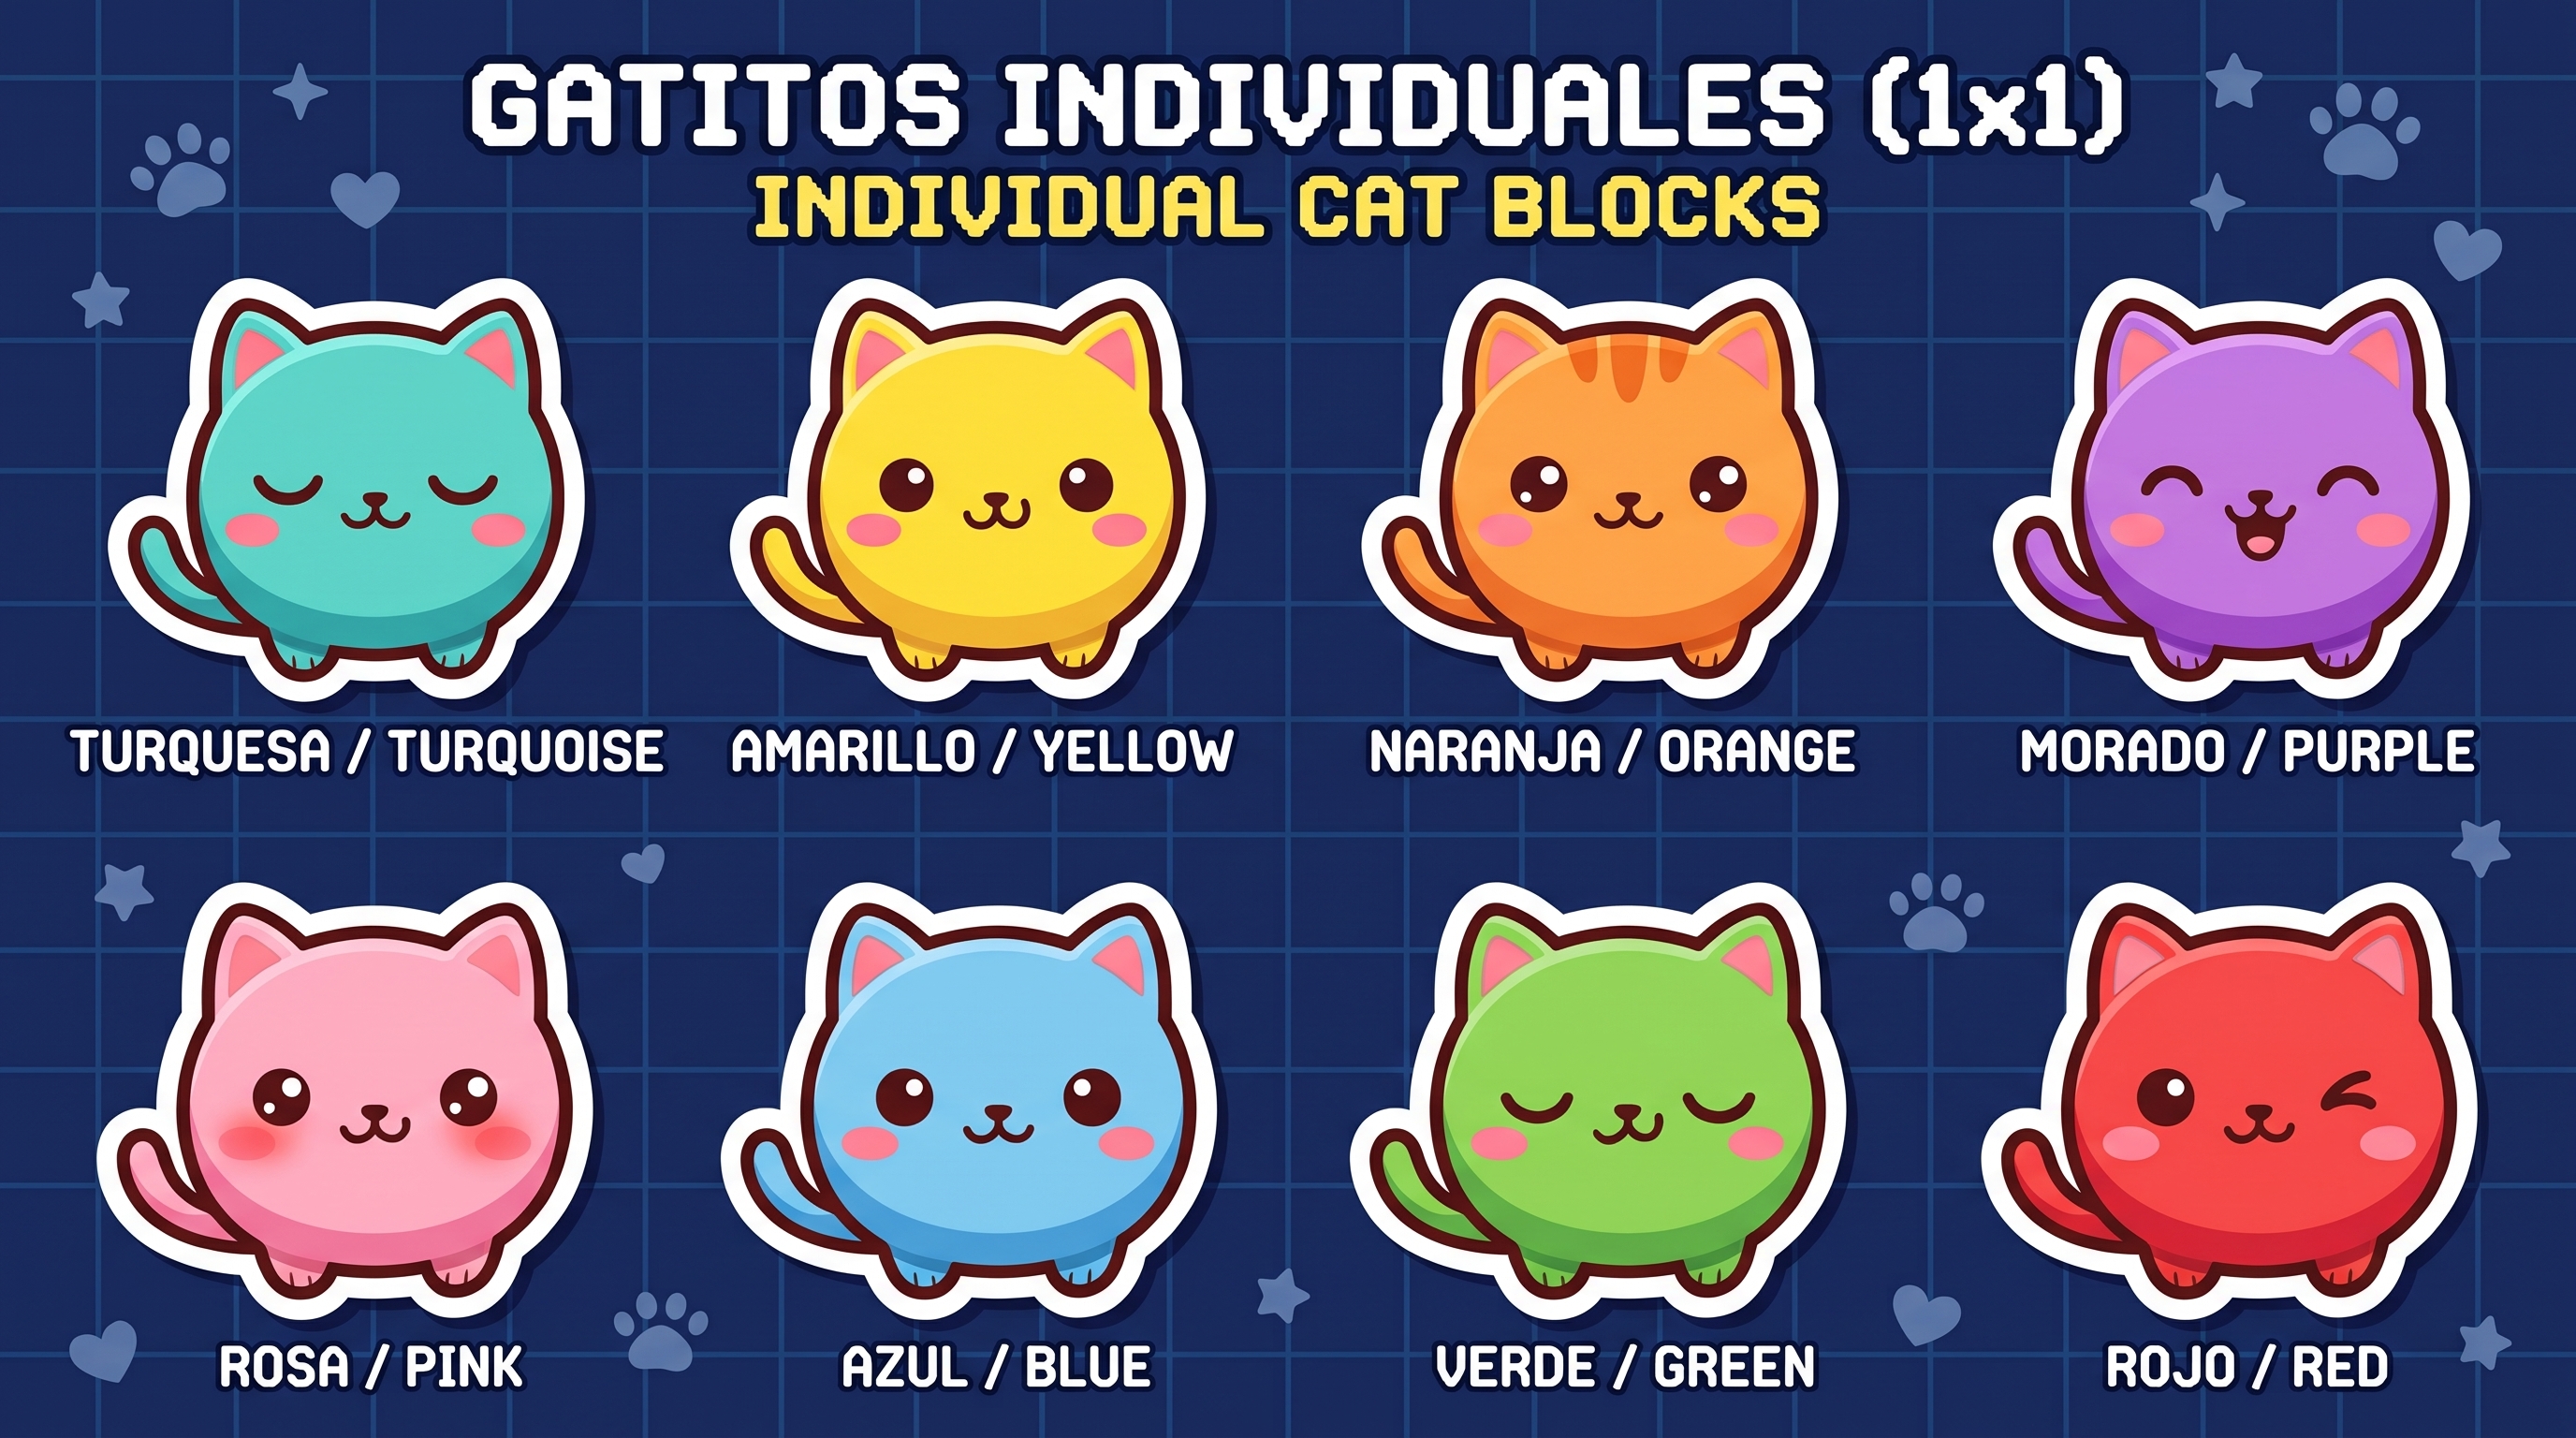 GATITOS INDIVIDUALES (1x1)
INDIVIDUAL CAT BLOCKS
TURQUESA / TURQUOISE
AMARILLO / YELLOW
NARANJA / ORANGE
MORADO / PURPLE
ROSA / PINK
AZUL / BLUE
VERDE / GREEN
ROJO / RED